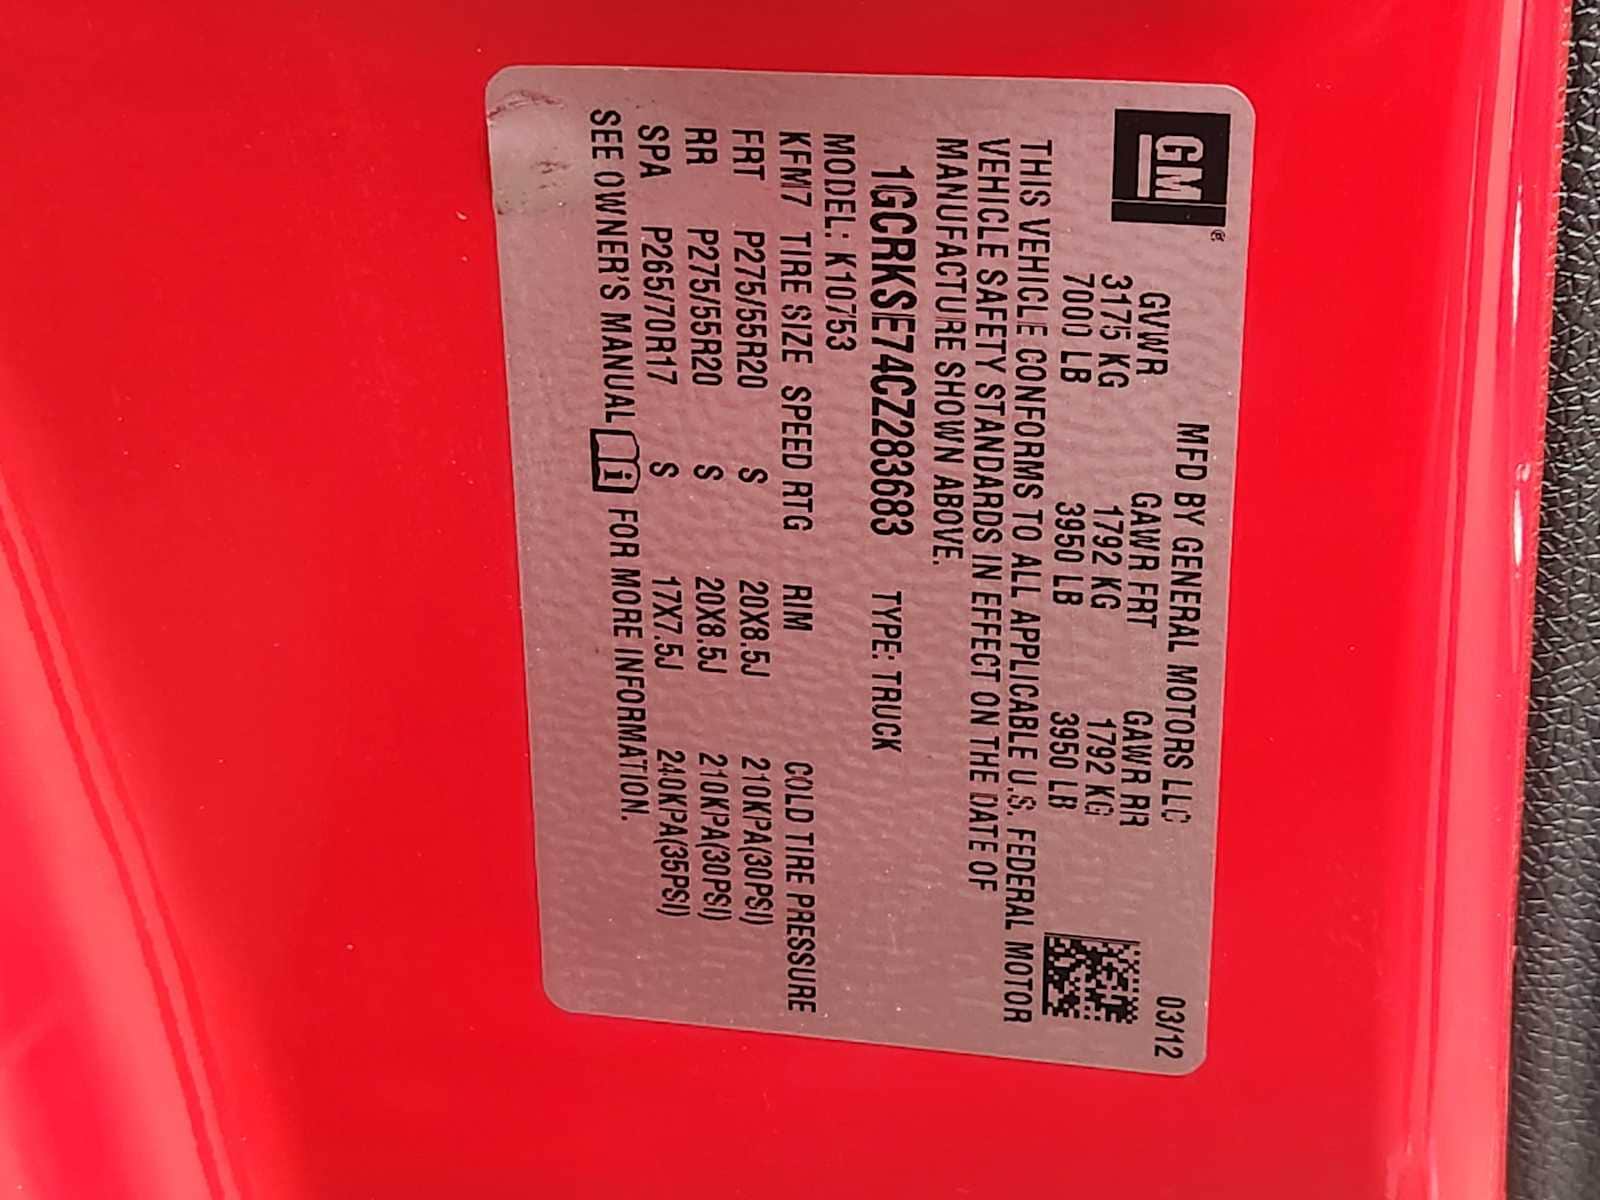 GM®
MFD BY GENERAL MOTORS LLC 03/12
GVWR GAWR FRT GAWR RR
3175 KG 1792 KG 1792 KG
7000 LB 3950 LB 3950 LB
THIS VEHICLE CONFORMS TO ALL APPLICABLE U.S. FEDERAL MOTOR
VEHICLE SAFETY STANDARDS IN EFFECT ON THE DATE OF
MANUFACTURE SHOWN ABOVE.
1GCRKSE74CZ283683 TYPE: TRUCK
MODEL: K10753
KFM7 TIRE SIZE SPEED RTG RIM COLD TIRE PRESSURE
FRT P275/55R20 S 20X8.5J 210KPA(30PSI)
RR P275/55R20 S 20X8.5J 210KPA(30PSI)
SPA P265/70R17 S 17X7.5J 240KPA(35PSI)
SEE OWNER'S MANUAL i FOR MORE INFORMATION.